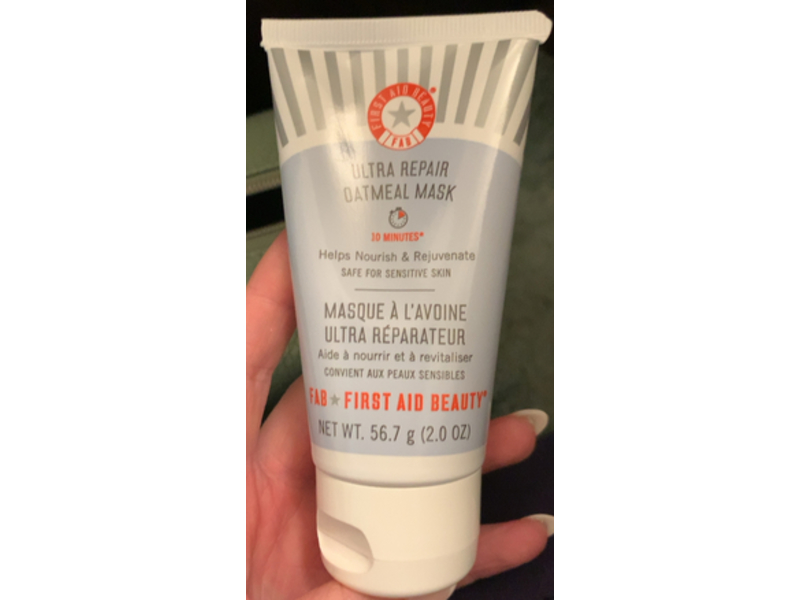 FIRST AID BEAUTY®
FAB
ULTRA REPAIR
OATMEAL MASK
10 MINUTES*
Helps Nourish & Rejuvenate
SAFE FOR SENSITIVE SKIN
MASQUE À L'AVOINE
ULTRA RÉPARATEUR
Aide à nourrir et à revitaliser
CONVIENT AUX PEAUX SENSIBLES
FAB ★ FIRST AID BEAUTY®
NET WT. 56.7 g (2.0 OZ)